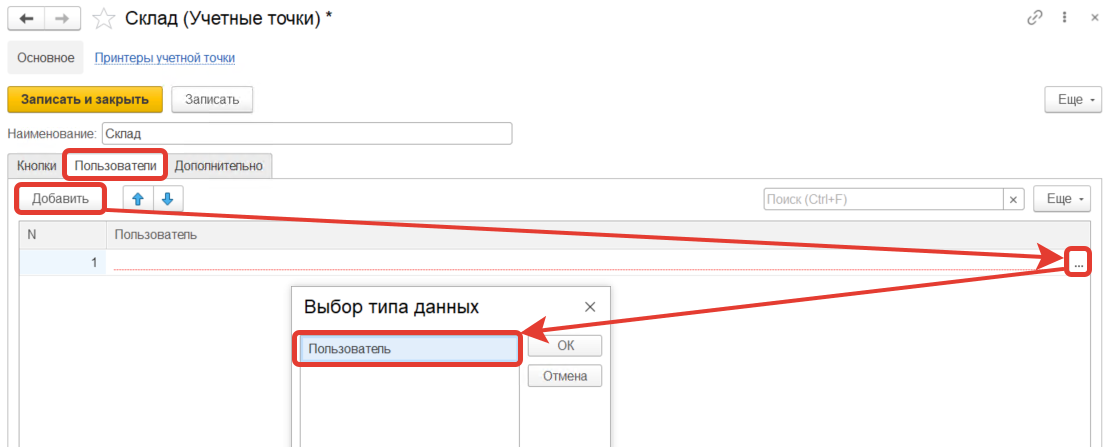 Склад (Учетные точки) *
Основное Принтеры учетной точки
Записать и закрыть Записать Еще
Наименование: Склад
Кнопки Пользователи Дополнительно
Добавить Поиск (Ctrl+F) × Еще
N Пользователь
1 ...
Выбор типа данных
Пользователь ОК
Отмена